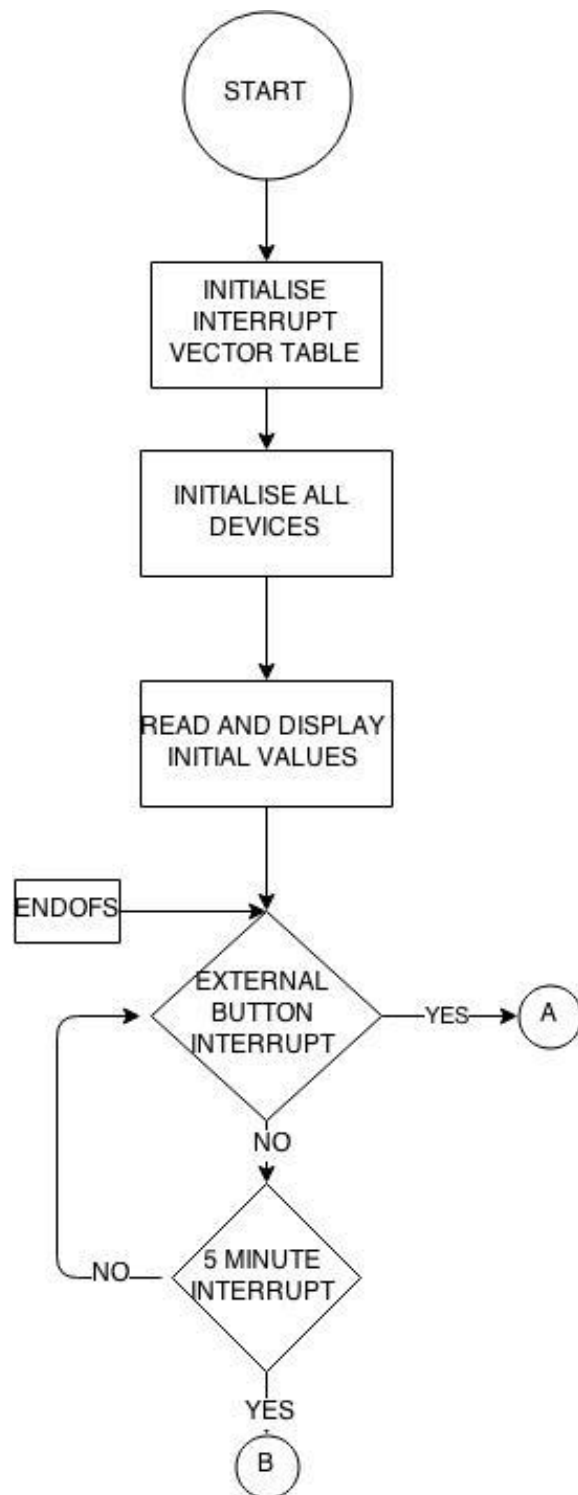 START
INITIALISE
INTERRUPT
VECTOR TABLE
INITIALISE ALL
DEVICES
READ AND DISPLAY
INITIAL VALUES
ENDOFS
EXTERNAL
BUTTON
INTERRUPT
YES
A
NO
5 MINUTE
INTERRUPT
NO
YES
B